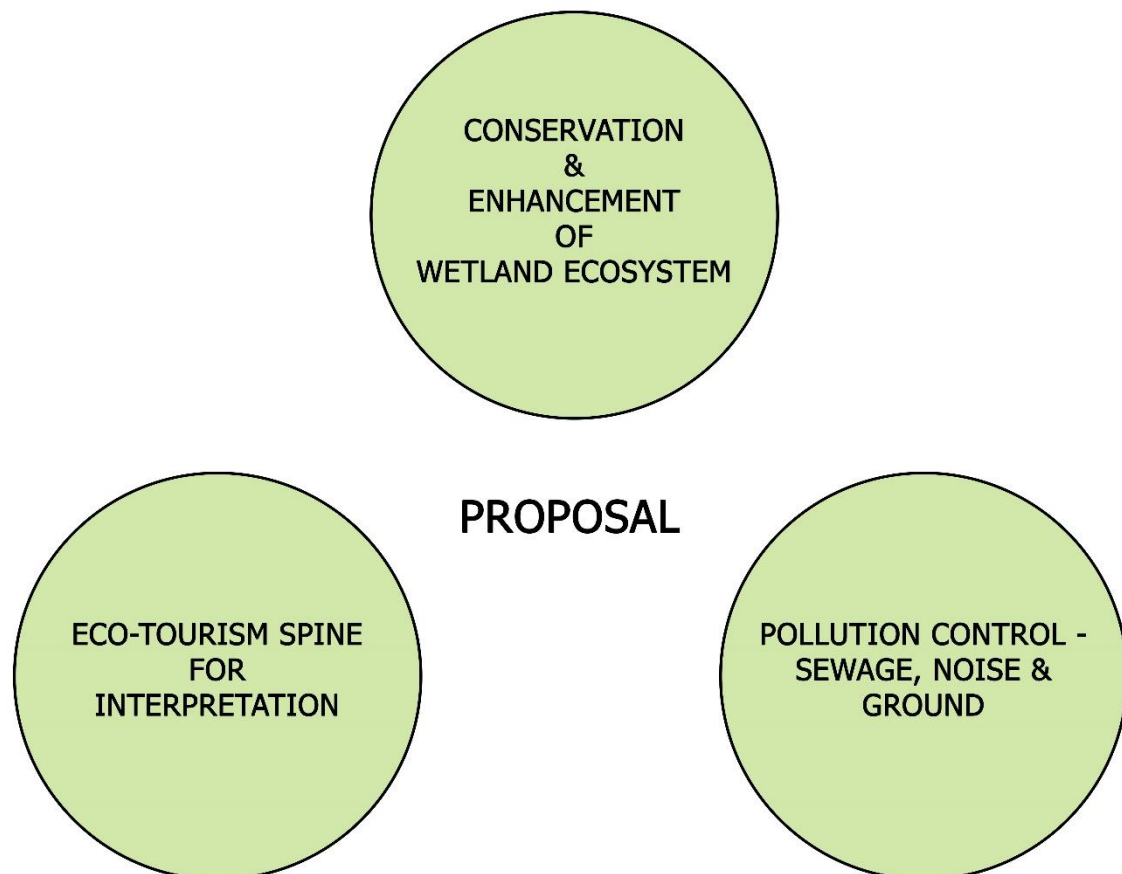 CONSERVATION
&
ENHANCEMENT
OF
WETLAND ECOSYSTEM
PROPOSAL
ECO-TOURISM SPINE
FOR
INTERPRETATION
POLLUTION CONTROL -
SEWAGE, NOISE &
GROUND